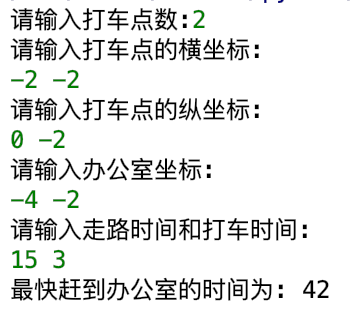 请输入打车点数:2
请输入打车点的横坐标:
-2 -2
请输入打车点的纵坐标:
0 -2
请输入办公室坐标:
-4 -2
请输入走路时间和打车时间:
15 3
最快赶到办公室的时间为: 42